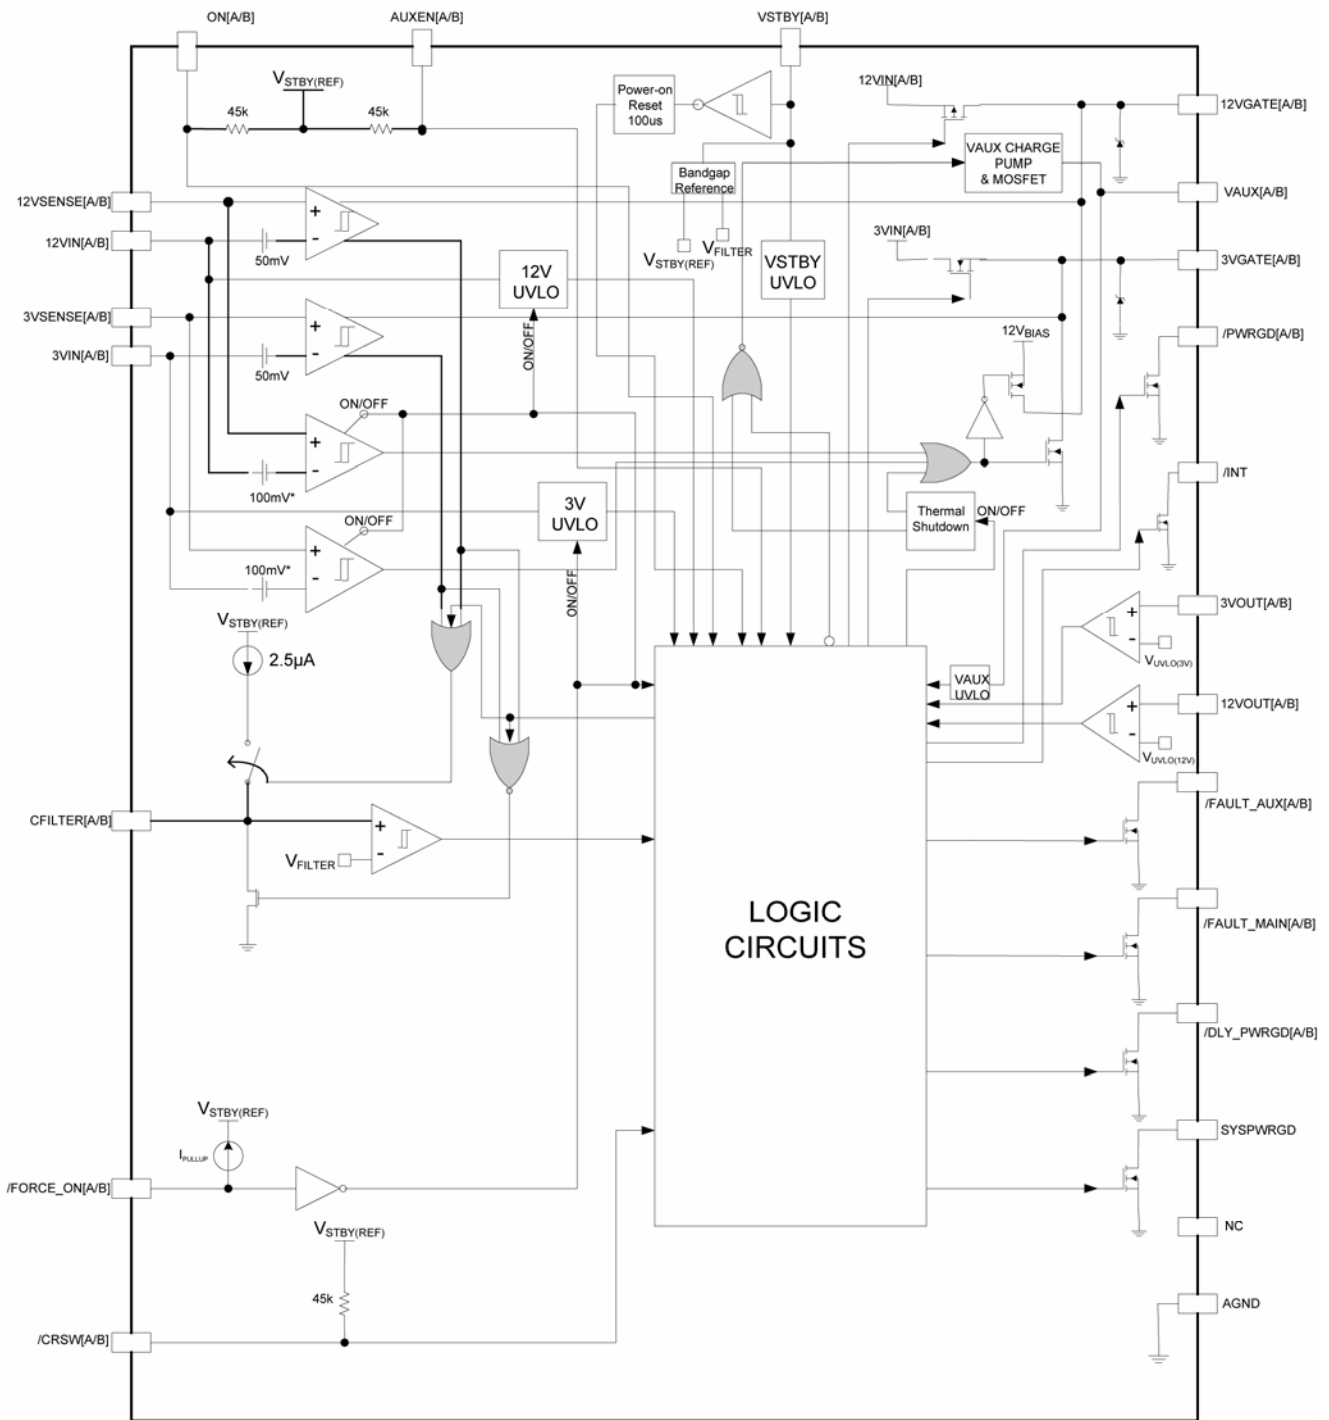 ON[A/B]
AUXEN[A/B]
VSTBY[A/B]
VSTBY(REF)
45k
45k
Power-on
Reset
100us
12VIN[A/B]
12VGATE[A/B]
VAUX CHARGE
PUMP
& MOSFET
Bandgap
Reference
VAUX[A/B]
12VSENSE[A/B]
12VIN[A/B]
+
-
50mV
3VIN[A/B]
VFILTER
VSTBY(REF)
12V
UVLO
VSTBY
UVLO
3VGATE[A/B]
3VSENSE[A/B]
3VIN[A/B]
+
-
50mV
ON/OFF
12VBIAS
/PWRGD[A/B]
ON/OFF
+
-
100mV*
/INT
3V
UVLO
Thermal
Shutdown
ON/OFF
ON/OFF
+
-
100mV*
ON/OFF
3VOUT[A/B]
+
-
VUVLO(3V)
VSTBY(REF)
2.5µA
VAUX
UVLO
12VOUT[A/B]
+
-
VUVLO(12V)
/FAULT_AUX[A/B]
CFILTER[A/B]
+
-
VFILTER
LOGIC
CIRCUITS
/FAULT_MAIN[A/B]
/DLY_PWRGD[A/B]
VSTBY(REF)
IPULLUP
SYSPWRGD
/FORCE_ON[A/B]
VSTBY(REF)
NC
45k
AGND
/CRSW[A/B]